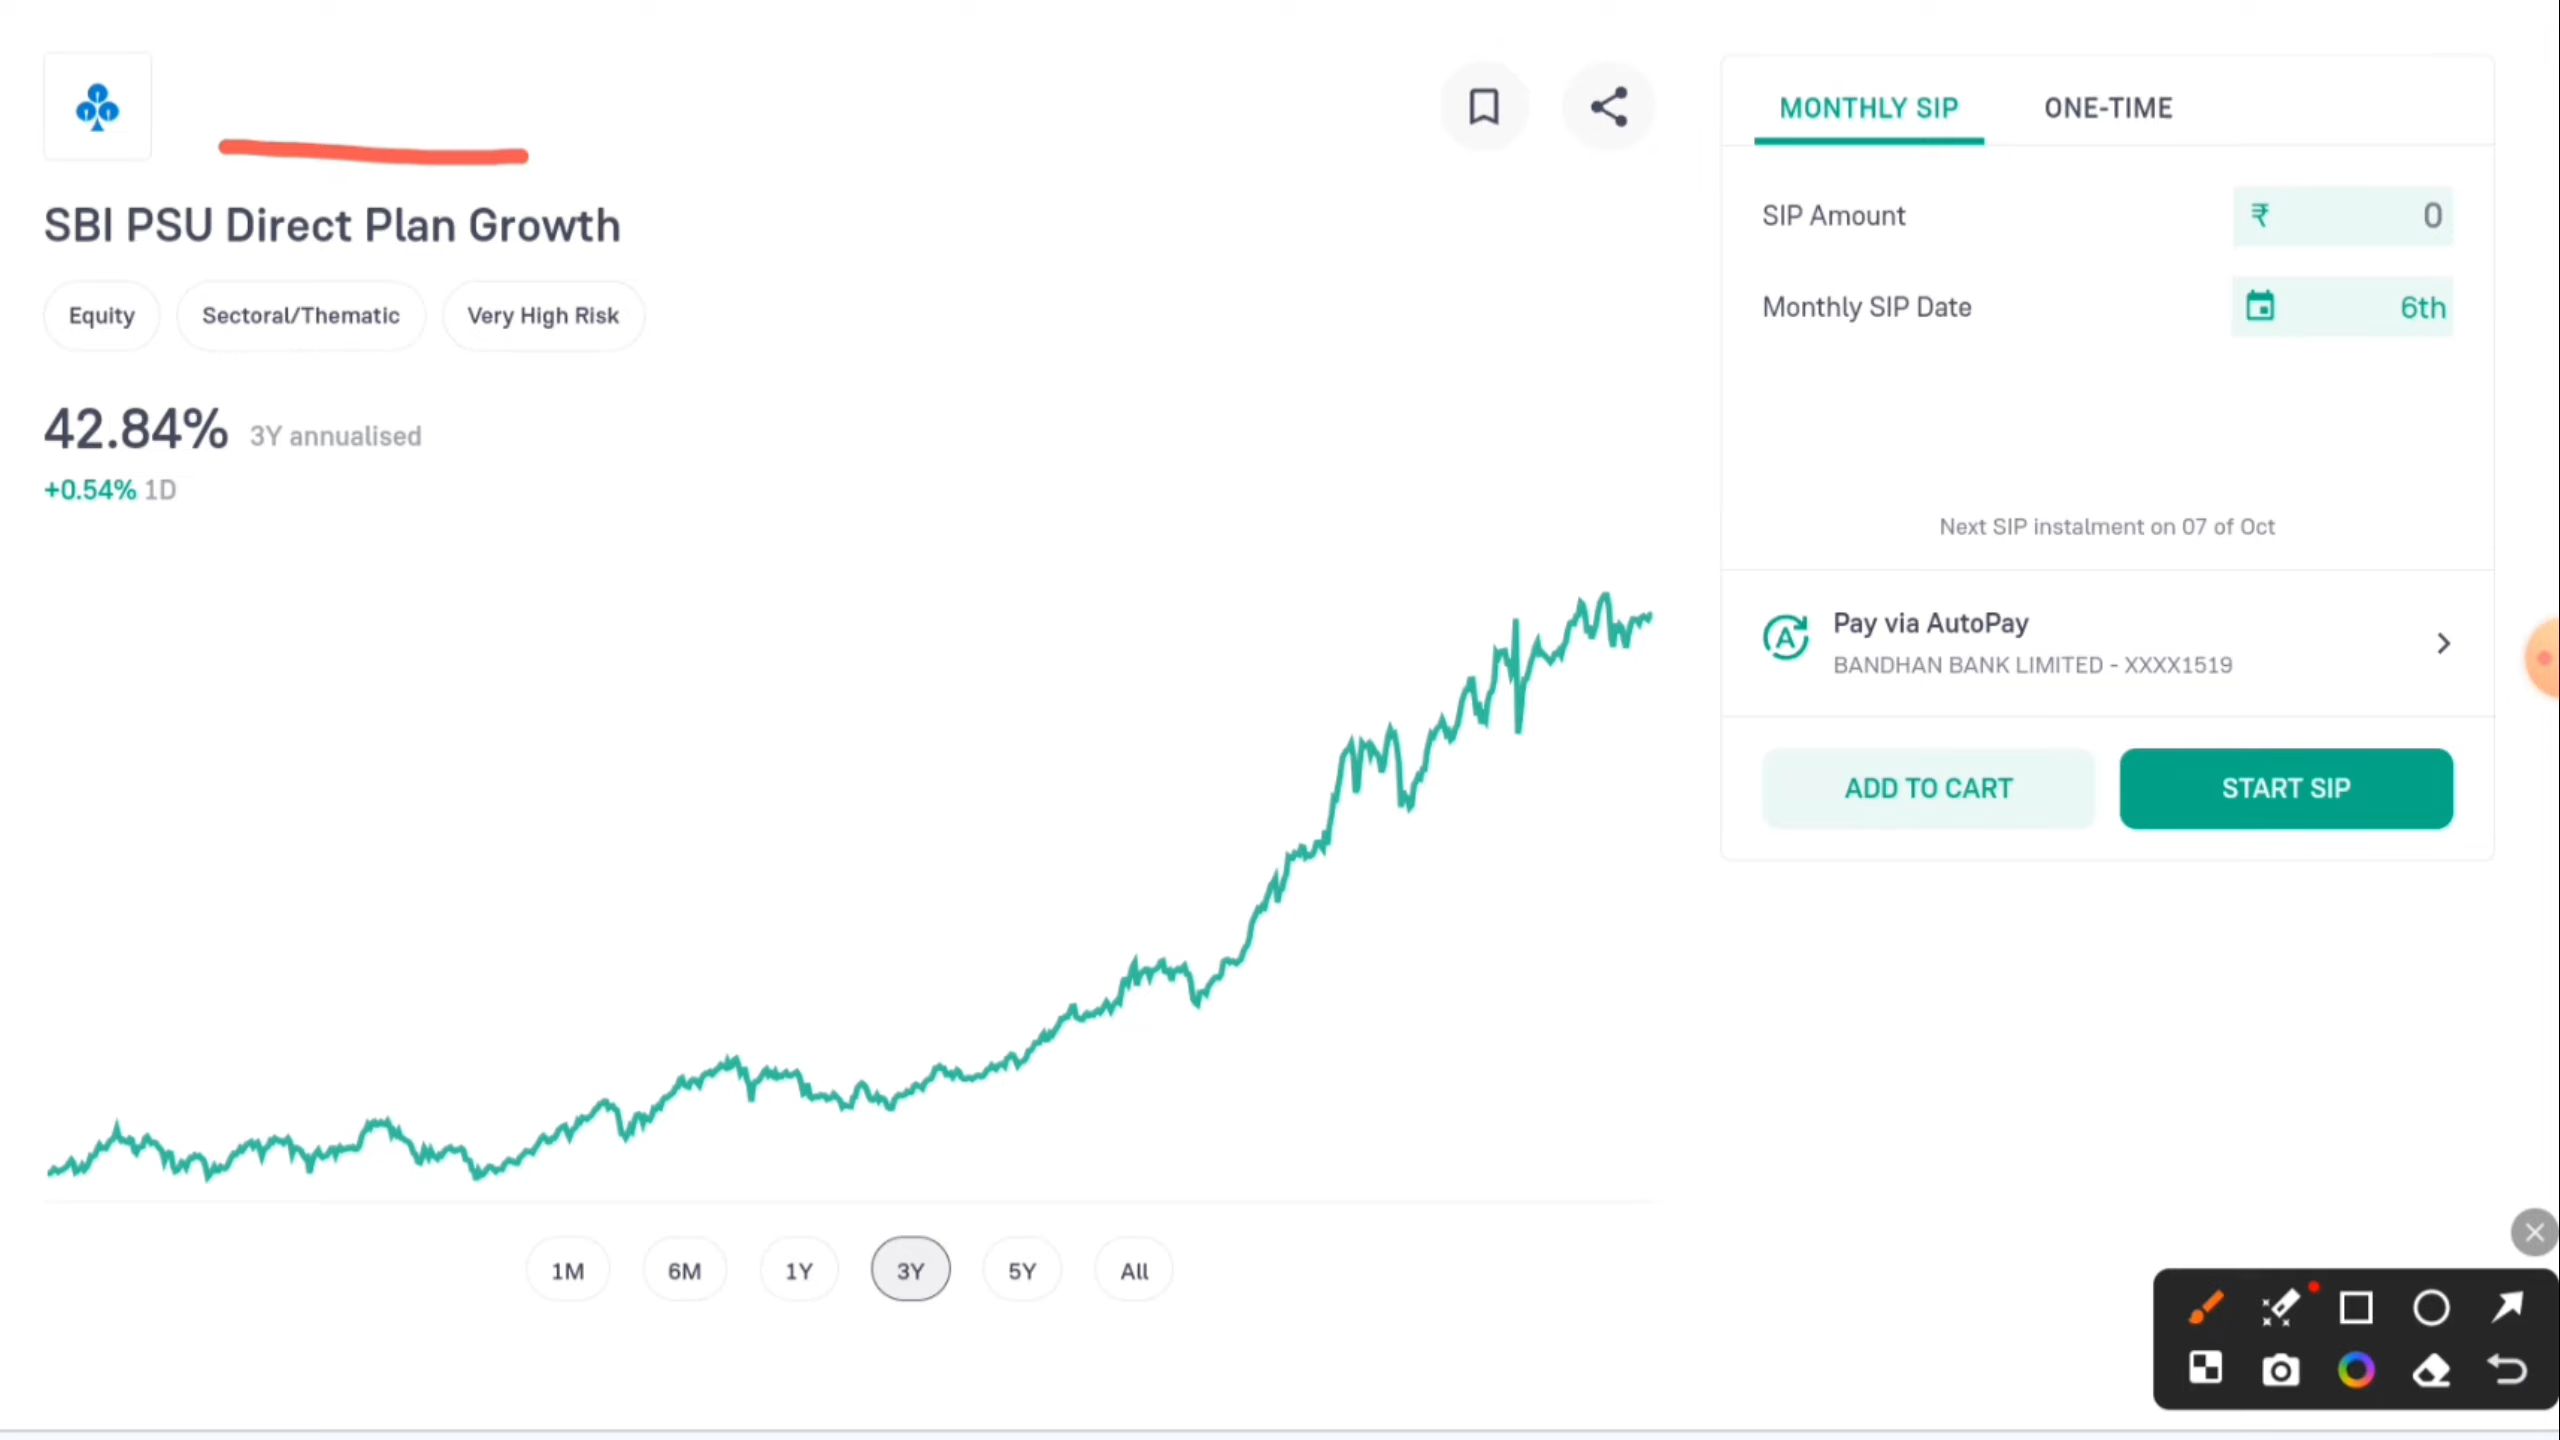 SBI PSU Direct Plan Growth
Equity
Sectoral/Thematic
Very High Risk
42.84% 3Y annualised
+0.54% 1D
1M
6M
1Y
3Y
5Y
All
MONTHLY SIP
ONE-TIME
SIP Amount
₹ 0
Monthly SIP Date
6th
Next SIP instalment on 07 of Oct
Pay via AutoPay
BANDHAN BANK LIMITED - XXXX1519
ADD TO CART
START SIP